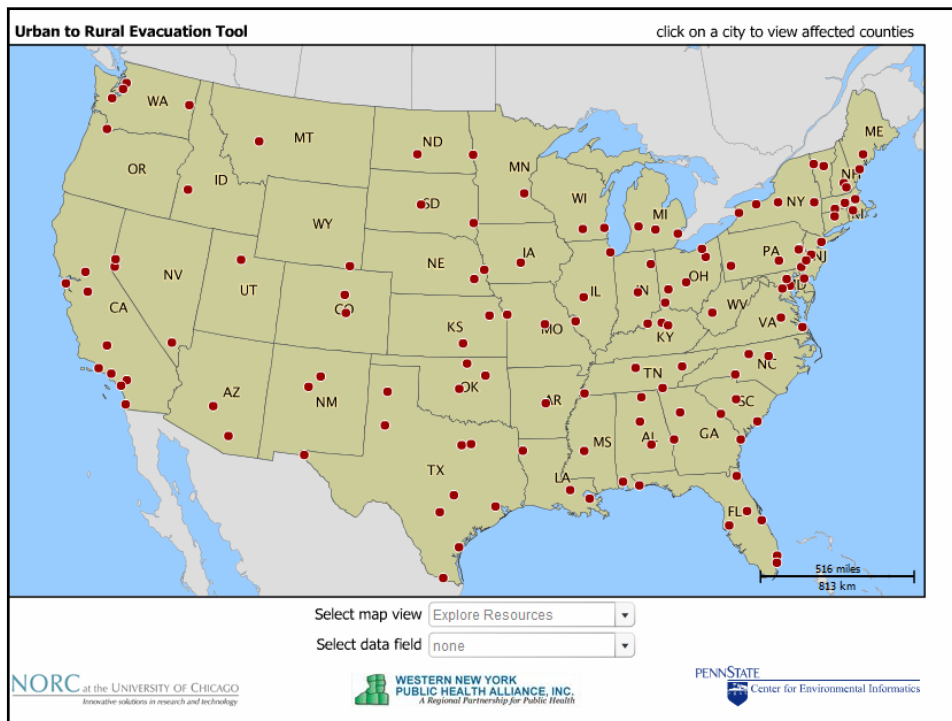 Urban to Rural Evacuation Tool
click on a city to view affected counties
WA
MT
ND
MN
ME
OR
ID
SD
WI
MI
NH
NY
WY
IA
NE
PA
NJ
NV
UT
IL
IN
OH
CA
CO
KS
MO
WV
VA
KY
AZ
NM
OK
AR
TN
NC
SC
MS
AL
GA
TX
LA
FL
516 miles
813 km
Select map view Explore Resources
Select data field none
NORC at the UNIVERSITY OF CHICAGO
Innovative solutions in research and technology
WESTERN NEW YORK
PUBLIC HEALTH ALLIANCE, INC.
A Regional Partnership for Public Health
PENNSTATE
Center for Environmental Informatics